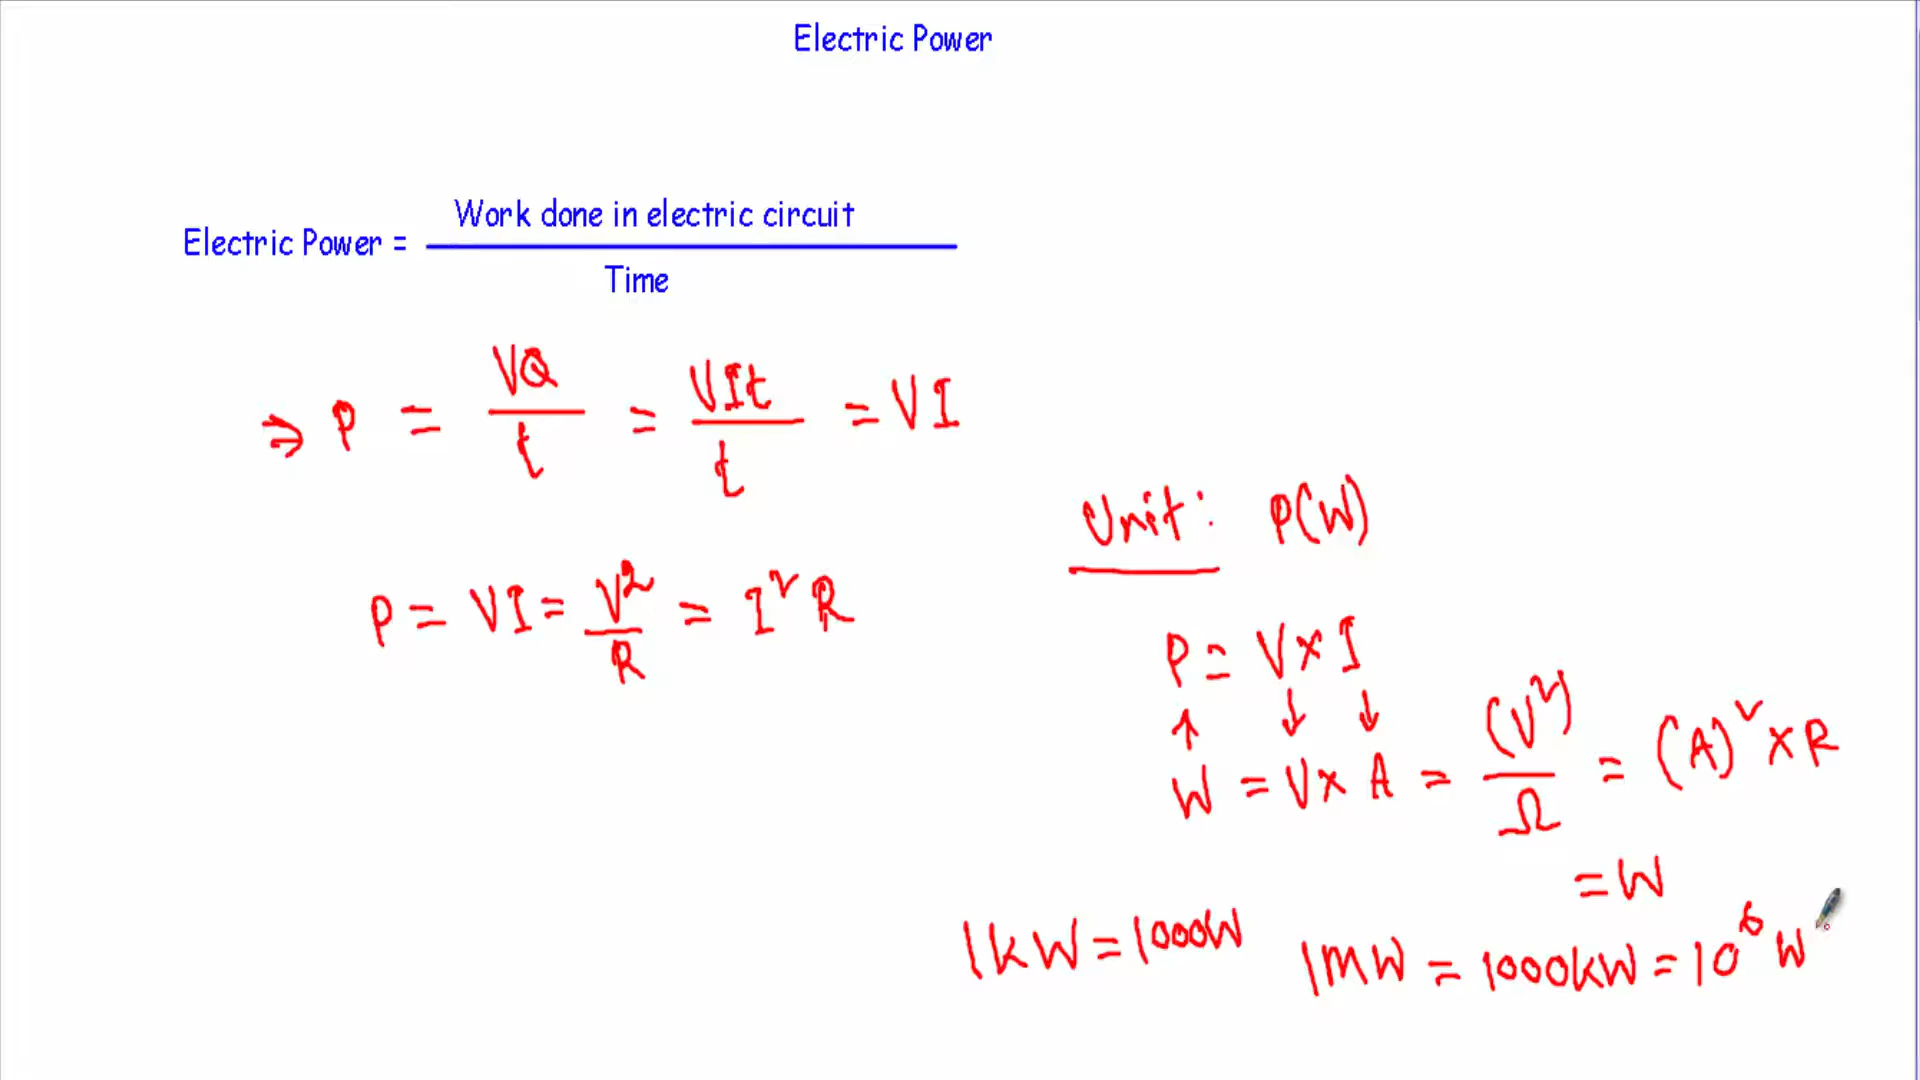 Electric Power
Electric Power = Work done in electric circuit / Time
⇒ P = VQ/t = VIt/t = VI
P = VI = V²/R = I²R
Unit: P(W)
P = V × I
↑ ↓ ↓
W = V × A = (V²)/Ω = (A)² × R
= W
1kW = 1000W
1MW = 1000kW = 10⁶ W